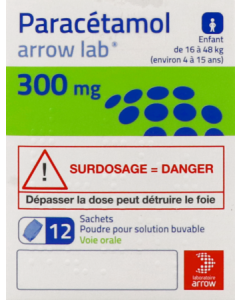 Paracétamol
arrow lab®
Enfant
de 16 à 48 kg
(environ 4 à 15 ans)
300 mg
SURDOSAGE = DANGER
Dépasser la dose peut détruire le foie
12
Sachets
Poudre pour solution buvable
Voie orale
laboratoire
arrow